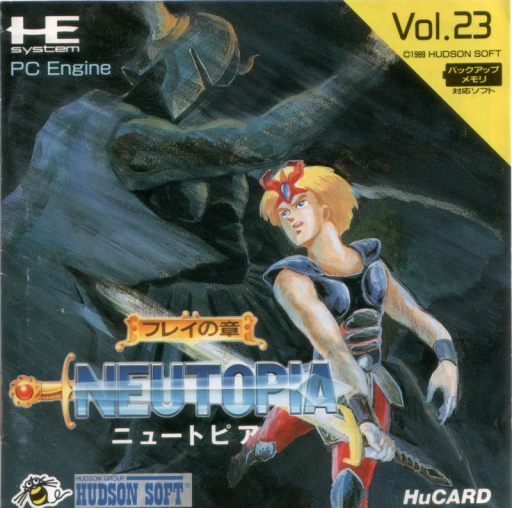 HE
system
PC Engine
Vol.23
©1989 HUDSON SOFT
バックアップ
メモリ
対応ソフト
フレイの章
NEUTOPIA
ニュートピア
HUDSON GROUP
HUDSON SOFT®
HuCARD